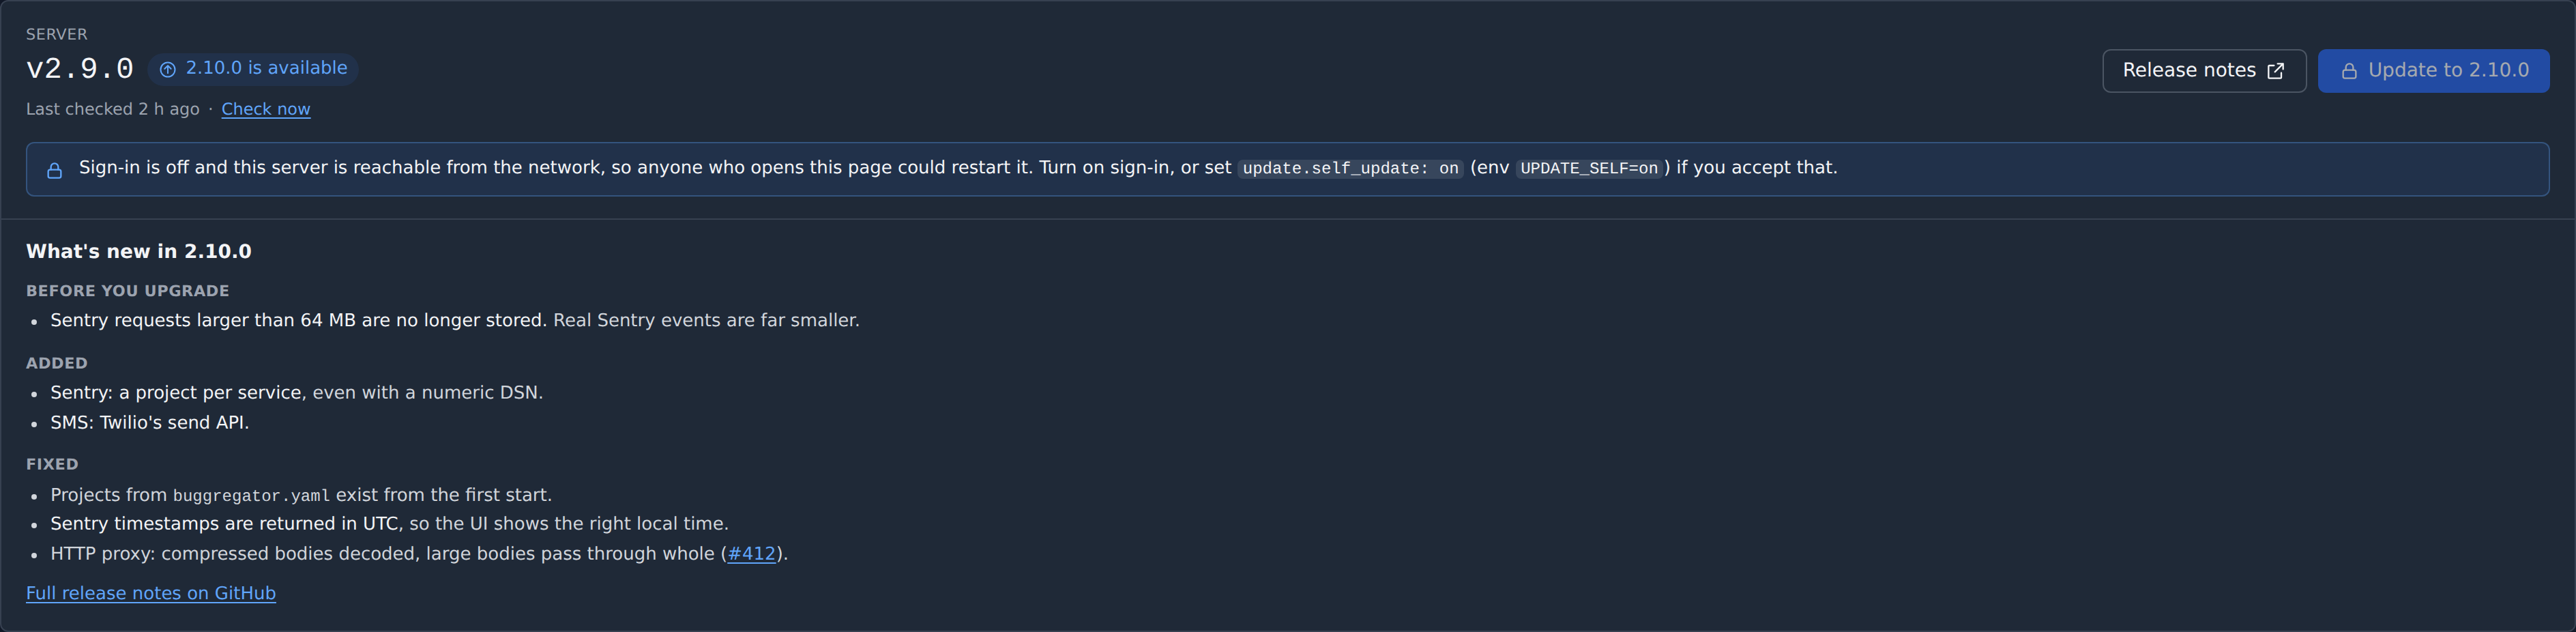 SERVER
v2.9.0 2.10.0 is available
Release notes Update to 2.10.0
Last checked 2 h ago · Check now
Sign-in is off and this server is reachable from the network, so anyone who opens this page could restart it. Turn on sign-in, or set update.self_update: on (env UPDATE_SELF=on) if you accept that.
What's new in 2.10.0
BEFORE YOU UPGRADE
• Sentry requests larger than 64 MB are no longer stored. Real Sentry events are far smaller.
ADDED
• Sentry: a project per service, even with a numeric DSN.
• SMS: Twilio's send API.
FIXED
• Projects from buggregator.yaml exist from the first start.
• Sentry timestamps are returned in UTC, so the UI shows the right local time.
• HTTP proxy: compressed bodies decoded, large bodies pass through whole (#412).
Full release notes on GitHub